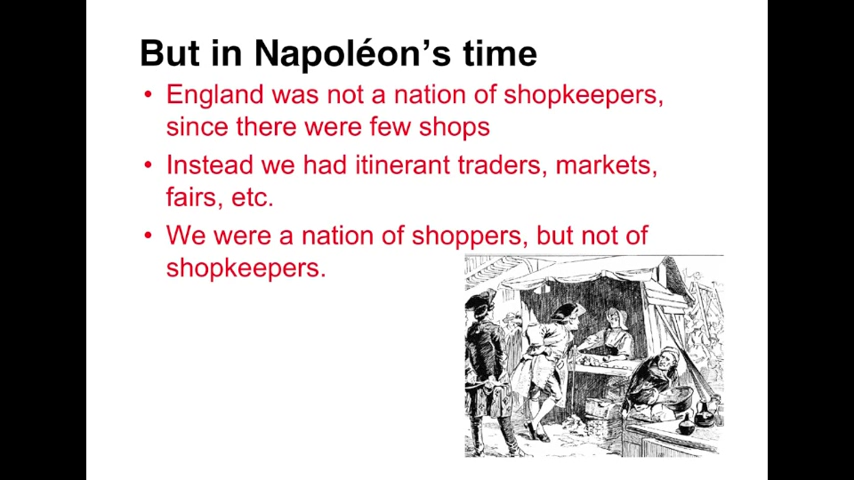 But in Napoléon's time
• England was not a nation of shopkeepers,
since there were few shops
• Instead we had itinerant traders, markets,
fairs, etc.
• We were a nation of shoppers, but not of
shopkeepers.